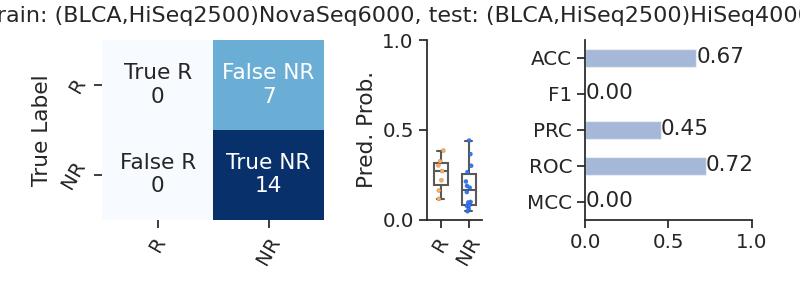 rain: (BLCA,HiSeq2500)NovaSeq6000, test: (BLCA,HiSeq2500)HiSeq400
True Label
R
NR
True R
0
False NR
7
False R
0
True NR
14
R
NR
Pred. Prob.
1.0
0.5
0.0
R
NR
ACC
0.67
F1
0.00
PRC
0.45
ROC
0.72
MCC
0.00
0.0
0.5
1.0